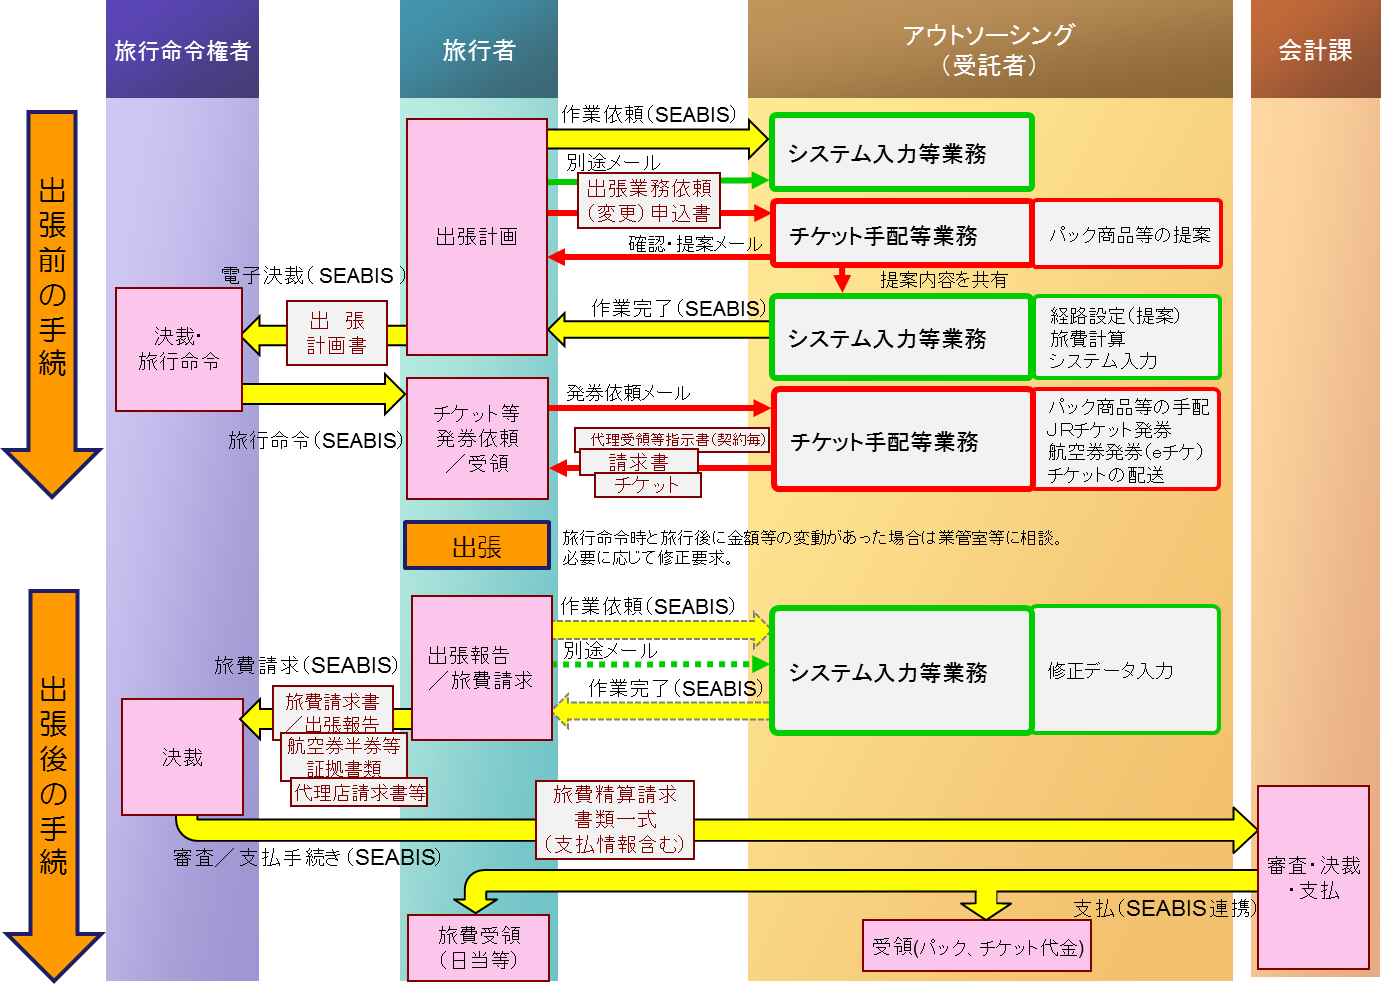 旅行命令権者
旅行者
アウトソーシング
（受託者）
会計課
出張前の手続
作業依頼（SEABIS）
システム入力等業務
別途メール
出張業務依頼
（変更）申込書
出張計画
チケット手配等業務
パック商品等の提案
確認・提案メール
提案内容を共有
電子決裁（ SEABIS ）
作業完了（SEABIS）
出　張
計画書
決裁・
旅行命令
システム入力等業務
経路設定（提案）
旅費計算
システム入力
旅行命令（SEABIS）
チケット等
発券依頼
／受領
発券依頼メール
代理受領等指示書（契約毎）
請求書
チケット
チケット手配等業務
パック商品等の手配
ＪＲチケット発券
航空券発券（eチケ）
チケットの配送
出張
旅行命令時と旅行後に金額等の変動があった場合は業管室等に相談。
必要に応じて修正要求。
出張後の手続
作業依頼（SEABIS）
別途メール
出張報告
／旅費請求
システム入力等業務
修正データ入力
作業完了（SEABIS）
旅費請求（SEABIS）
旅費請求書
／出張報告
航空券半券等
証拠書類
代理店請求書等
決裁
旅費精算請求
書類一式
（支払情報含む）
審査／支払手続き（SEABIS）
審査・決裁
・支払
支払（SEABIS連携）
旅費受領
（日当等）
受領(パック、チケット代金)